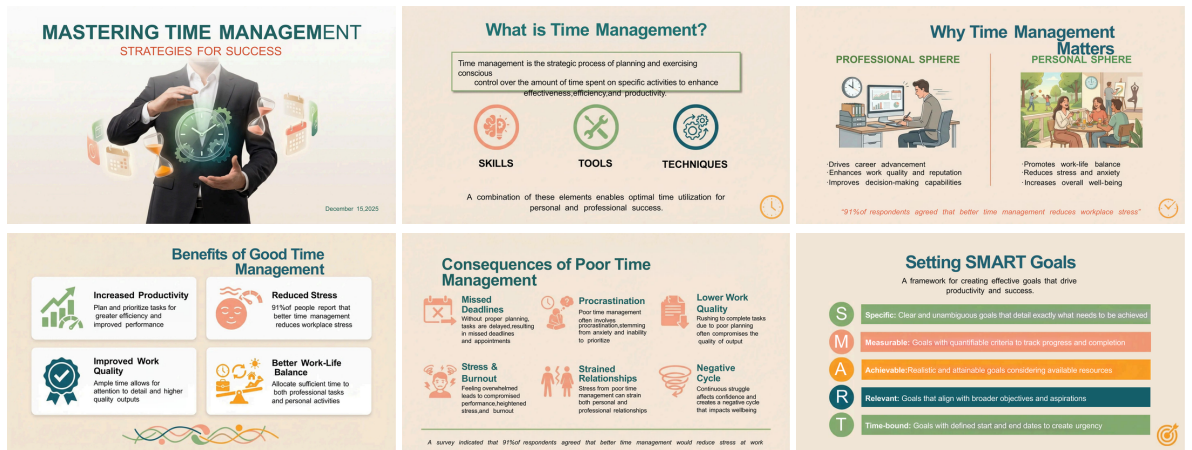 MASTERING TIME MANAGEMENT
STRATEGIES FOR SUCCESS
December 15,2025
What is Time Management?
Time management is the strategic process of planning and exercising
conscious
control over the amount of time spent on specific activities to enhance
effectiveness,efficiency,and productivity.
SKILLS
TOOLS
TECHNIQUES
A combination of these elements enables optimal time utilization for
personal and professional success.
Why Time Management
Matters
PROFESSIONAL SPHERE
·Drives career advancement
·Enhances work quality and reputation
·Improves decision-making capabilities
PERSONAL SPHERE
·Promotes work-life balance
·Reduces stress and anxiety
·Increases overall well-being
"91%of respondents agreed that better time management reduces workplace stress"
Benefits of Good Time
Management
Increased Productivity
Plan and prioritize tasks for
greater efficiency and
improved performance
Reduced Stress
91%of people report that
better time management
reduces workplace stress
Improved Work
Quality
Ample time allows for
attention to detail and higher
quality outputs
Better Work-Life
Balance
Allocate sufficient time to
both professional tasks
and personal activities
Consequences of Poor Time
Management
Missed
Deadlines
Without proper planning,
tasks are delayed,resulting
in missed deadlines
and appointments
Procrastination
Poor time management
often involves
procrastination,stemming
from anxiety and inability
to prioritize
Lower Work
Quality
Rushing to complete tasks
due to poor planning
often compromises the
quality of output
Stress &
Burnout
Feeling overwhelmed
leads to compromised
performance,heightened
stress,and burnout
Strained
Relationships
Stress from poor time
management can strain
both personal and
professional relationships
Negative
Cycle
Continuous struggle
affects confidence and
creates a negative cycle
that impacts wellbeing
A survey indicated that 91%of respondents agreed that better time management would reduce stress at work
Setting SMART Goals
A framework for creating effective goals that drive
productivity and success.
S Specific: Clear and unambiguous goals that detail exactly what needs to be achieved
M Measurable: Goals with quantifiable criteria to track progress and completion
A Achievable:Realistic and attainable goals considering available resources
R Relevant: Goals that align with broader objectives and aspirations
T Time-bound: Goals with defined start and end dates to create urgency